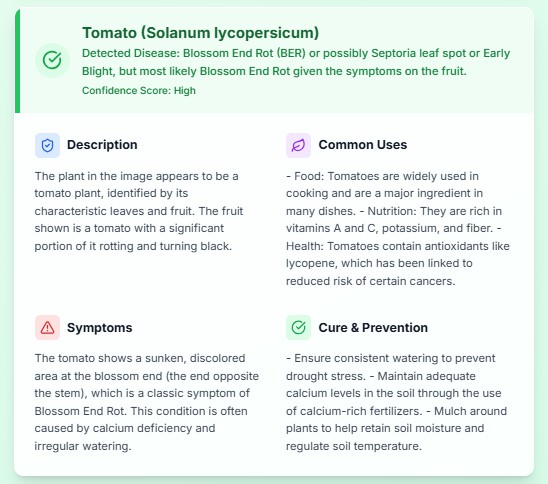 Tomato (Solanum lycopersicum)
Detected Disease: Blossom End Rot (BER) or possibly Septoria leaf spot or Early
Blight, but most likely Blossom End Rot given the symptoms on the fruit.
Confidence Score: High
Description
The plant in the image appears to be a
tomato plant, identified by its
characteristic leaves and fruit. The fruit
shown is a tomato with a significant
portion of it rotting and turning black.
Common Uses
- Food: Tomatoes are widely used in
cooking and are a major ingredient in
many dishes. - Nutrition: They are rich in
vitamins A and C, potassium, and fiber. -
Health: Tomatoes contain antioxidants like
lycopene, which has been linked to
reduced risk of certain cancers.
Symptoms
The tomato shows a sunken, discolored
area at the blossom end (the end opposite
the stem), which is a classic symptom of
Blossom End Rot. This condition is often
caused by calcium deficiency and
irregular watering.
Cure & Prevention
- Ensure consistent watering to prevent
drought stress. - Maintain adequate
calcium levels in the soil through the use
of calcium-rich fertilizers. - Mulch around
plants to help retain soil moisture and
regulate soil temperature.